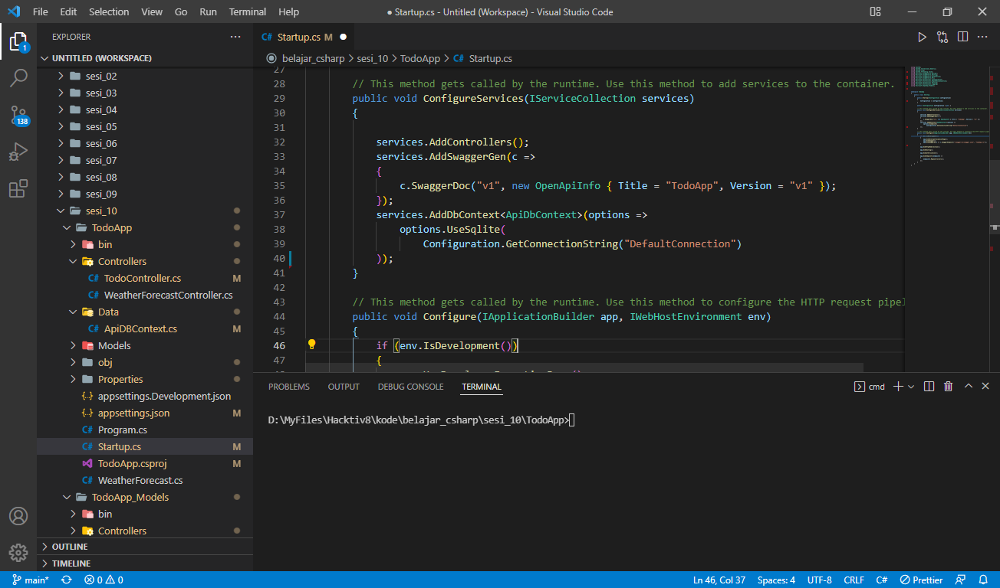 File Edit Selection View Go Run Terminal Help
● Startup.cs - Untitled (Workspace) - Visual Studio Code
EXPLORER
UNTITLED (WORKSPACE)
sesi_02
sesi_03
sesi_04
sesi_05
sesi_06
sesi_07
sesi_08
sesi_09
sesi_10
TodoApp
bin
Controllers
C# TodoController.cs M
C# WeatherForecastController.cs
Data
C# ApiDBContext.cs M
Models
obj
Properties
{..} appsettings.Development.json
{..} appsettings.json M
C# Program.cs
C# Startup.cs M
TodoApp.csproj M
C# WeatherForecast.cs
TodoApp_Models
bin
Controllers
OUTLINE
TIMELINE
1
138
C# Startup.cs M ●
belajar_csharp > sesi_10 > TodoApp > C# Startup.cs
27
28 // This method gets called by the runtime. Use this method to add services to the container.
29 public void ConfigureServices(IServiceCollection services)
30 {
31
32 services.AddControllers();
33 services.AddSwaggerGen(c =>
34 {
35 c.SwaggerDoc("v1", new OpenApiInfo { Title = "TodoApp", Version = "v1" });
36 });
37 services.AddDbContext<ApiDbContext>(options =>
38 options.UseSqlite(
39 Configuration.GetConnectionString("DefaultConnection")
40 ));
41 }
42
43 // This method gets called by the runtime. Use this method to configure the HTTP request pipel
44 public void Configure(IApplicationBuilder app, IWebHostEnvironment env)
45 {
46 if (env.IsDevelopment())
47 {
PROBLEMS OUTPUT DEBUG CONSOLE TERMINAL
cmd
D:\MyFiles\Hacktiv8\kode\belajar_csharp\sesi_10\TodoApp>
main* 0 0 Ln 46, Col 37 Spaces: 4 UTF-8 CRLF C# Prettier